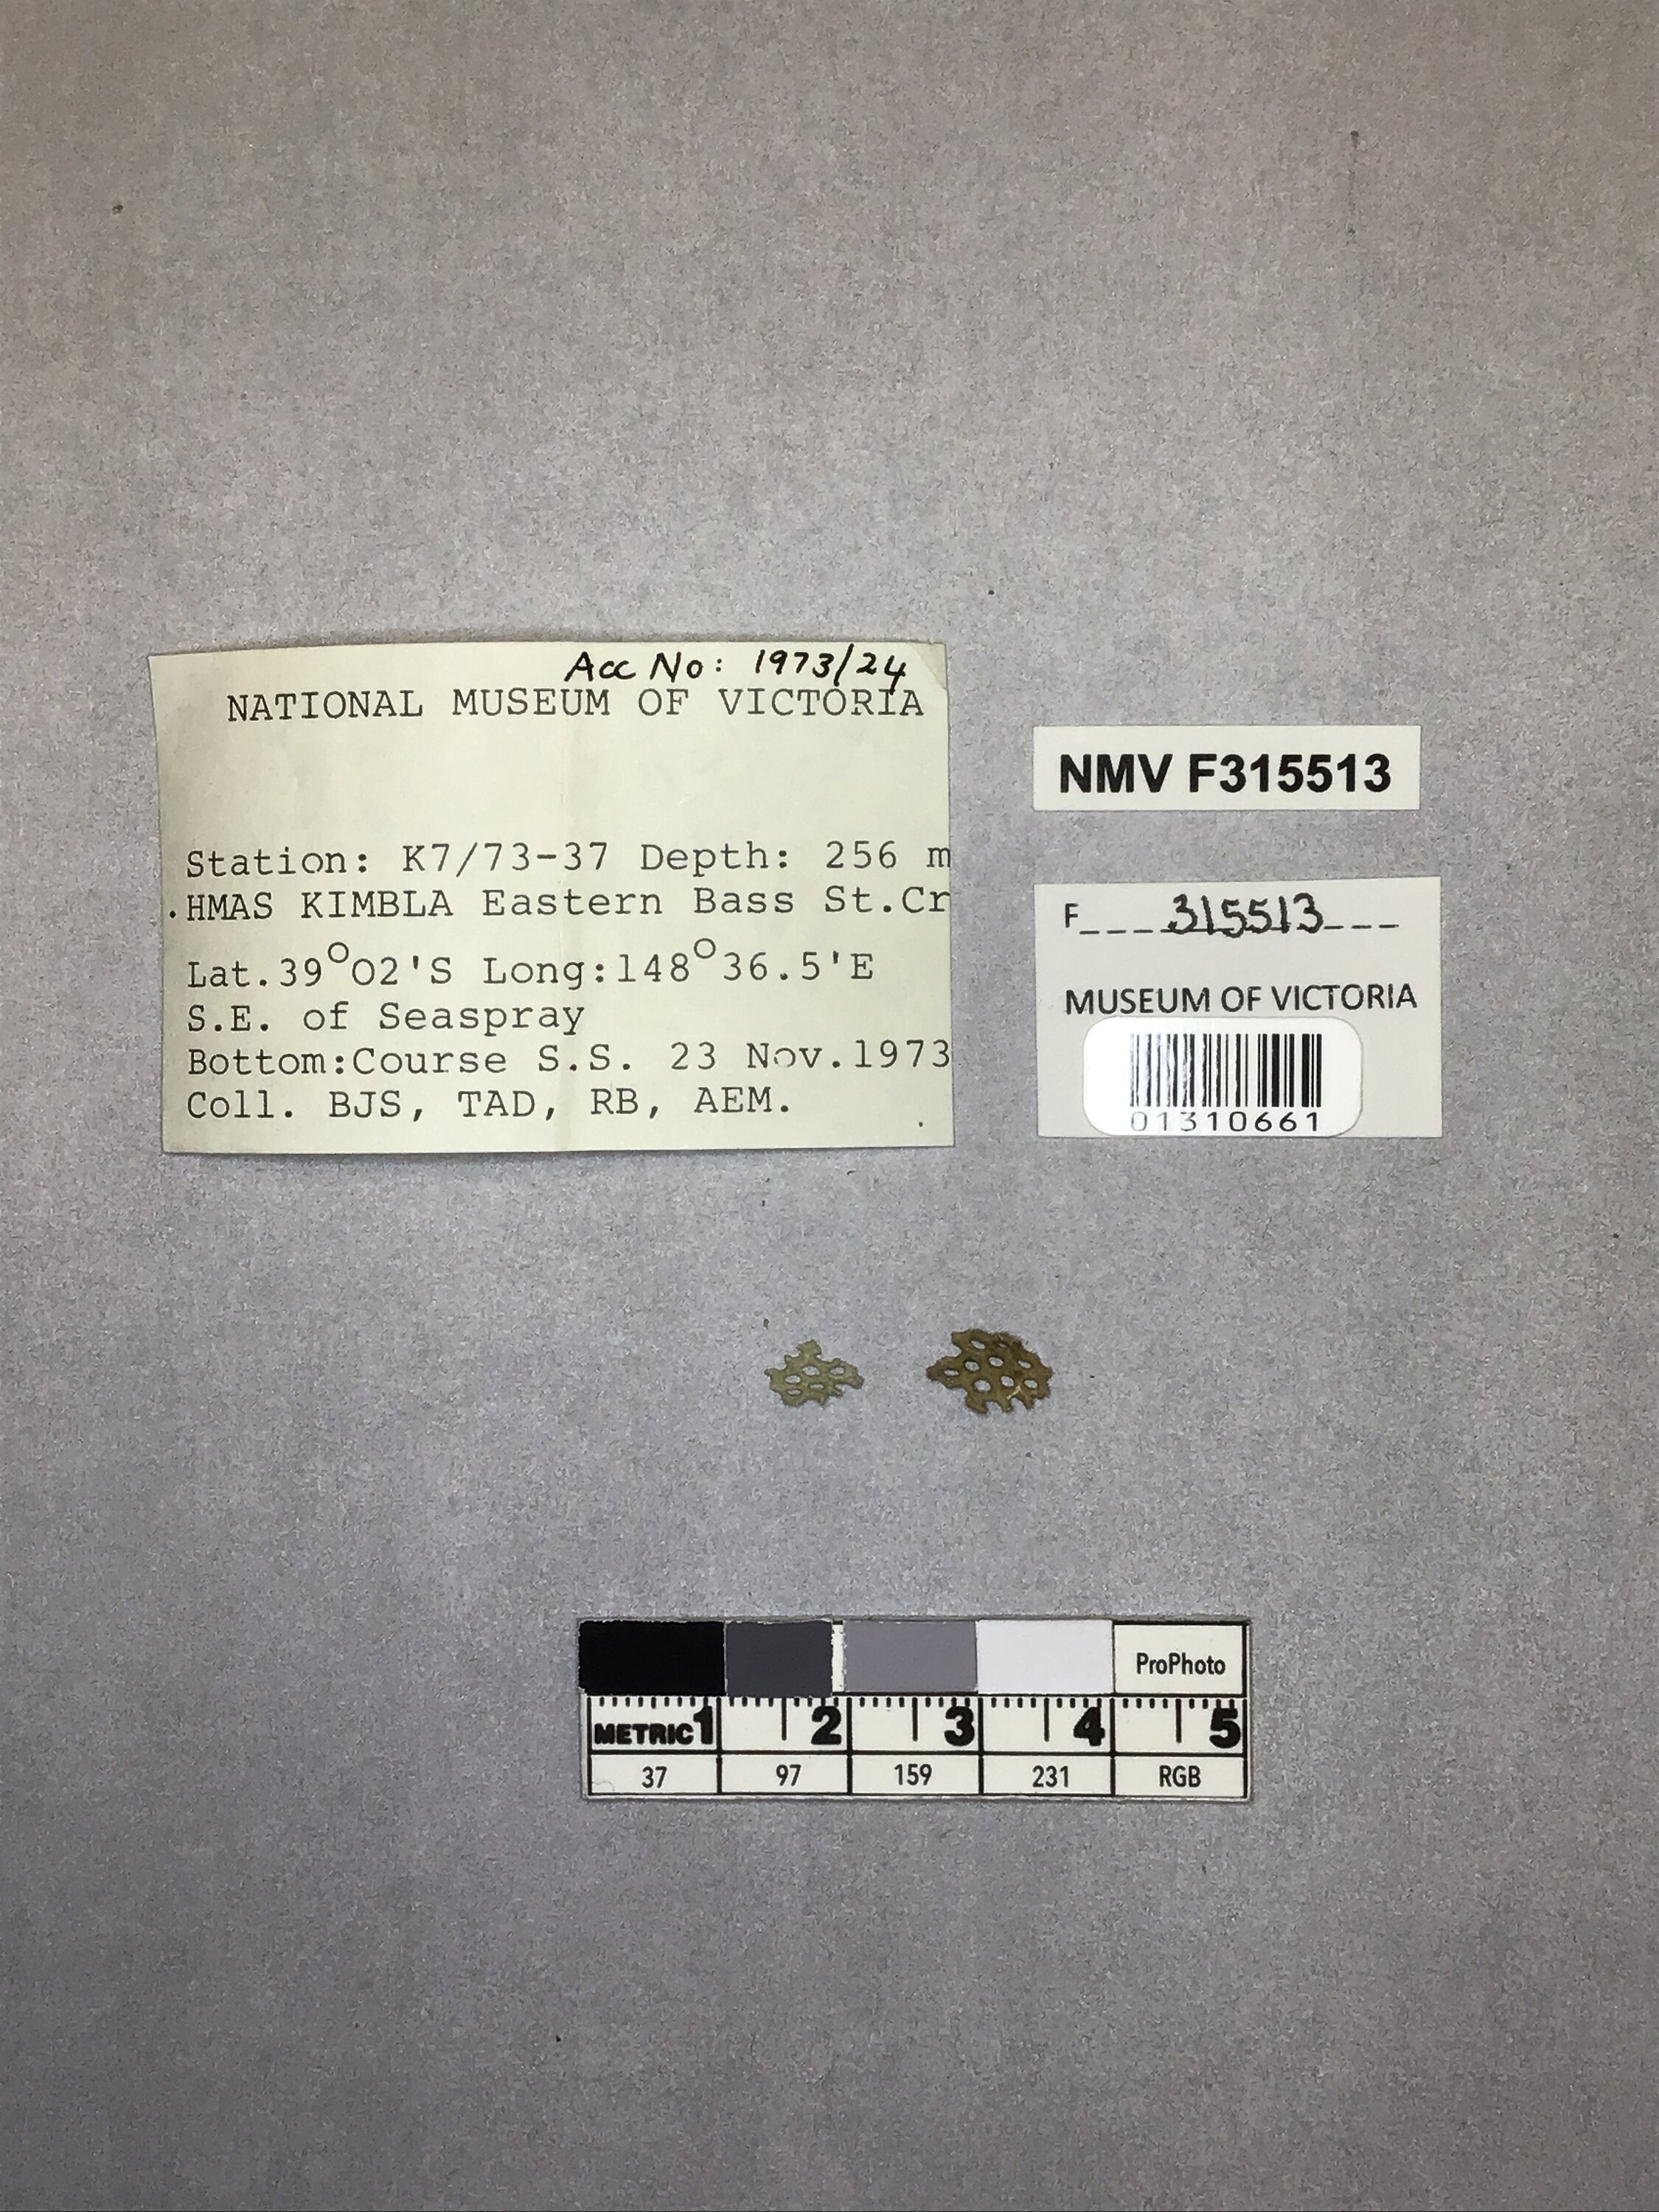 Acc No: 1973/24
NATIONAL MUSEUM OF VICTORIA
Station: K7/73-37 Depth: 256 m
.HMAS KIMBLA Eastern Bass St.Cr
Lat.39°02'S Long:148°36.5'E
S.E. of Seaspray
Bottom:Course S.S. 23 Nov.1973
Coll. BJS, TAD, RB, AEM.
NMV F315513
F____315513___
MUSEUM OF VICTORIA
01310661
ProPhoto
METRIC 1 2 3 4 5
37 97 159 231 RGB